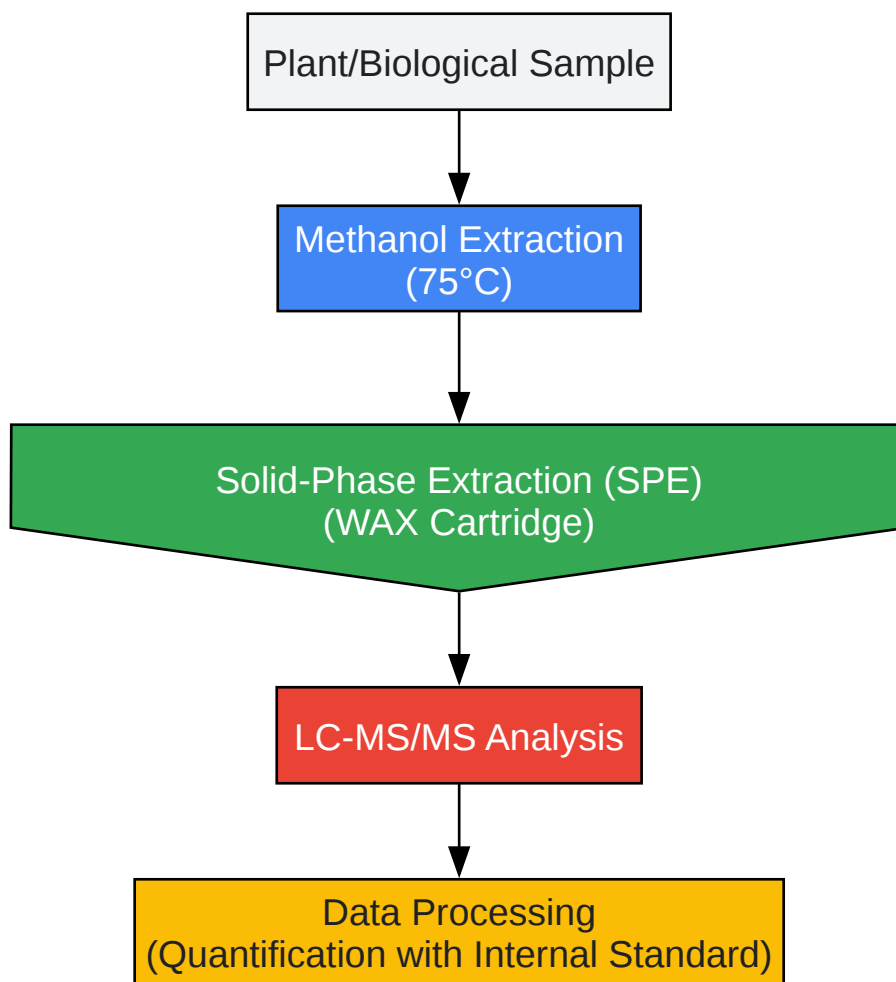 Plant/Biological Sample
Methanol Extraction
(75°C)
Solid-Phase Extraction (SPE)
(WAX Cartridge)
LC-MS/MS Analysis
Data Processing
(Quantification with Internal Standard)